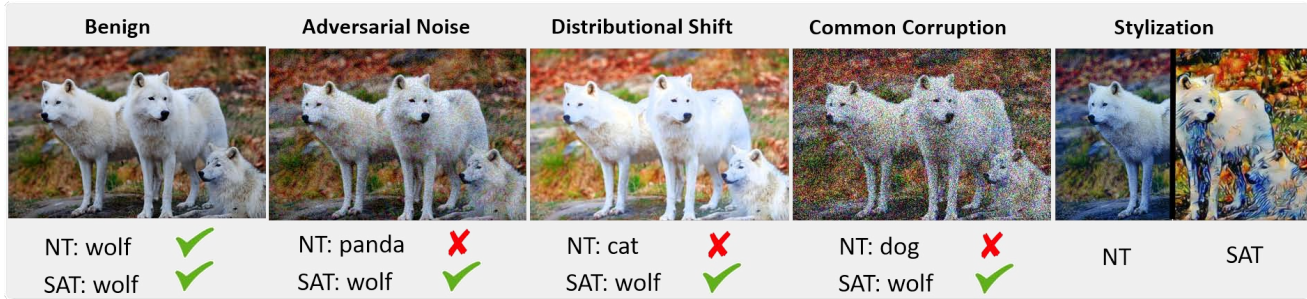 Benign
Adversarial Noise
Distributional Shift
Common Corruption
Stylization
NT: wolf
SAT: wolf
NT: panda
SAT: wolf
NT: cat
SAT: wolf
NT: dog
SAT: wolf
NT
SAT